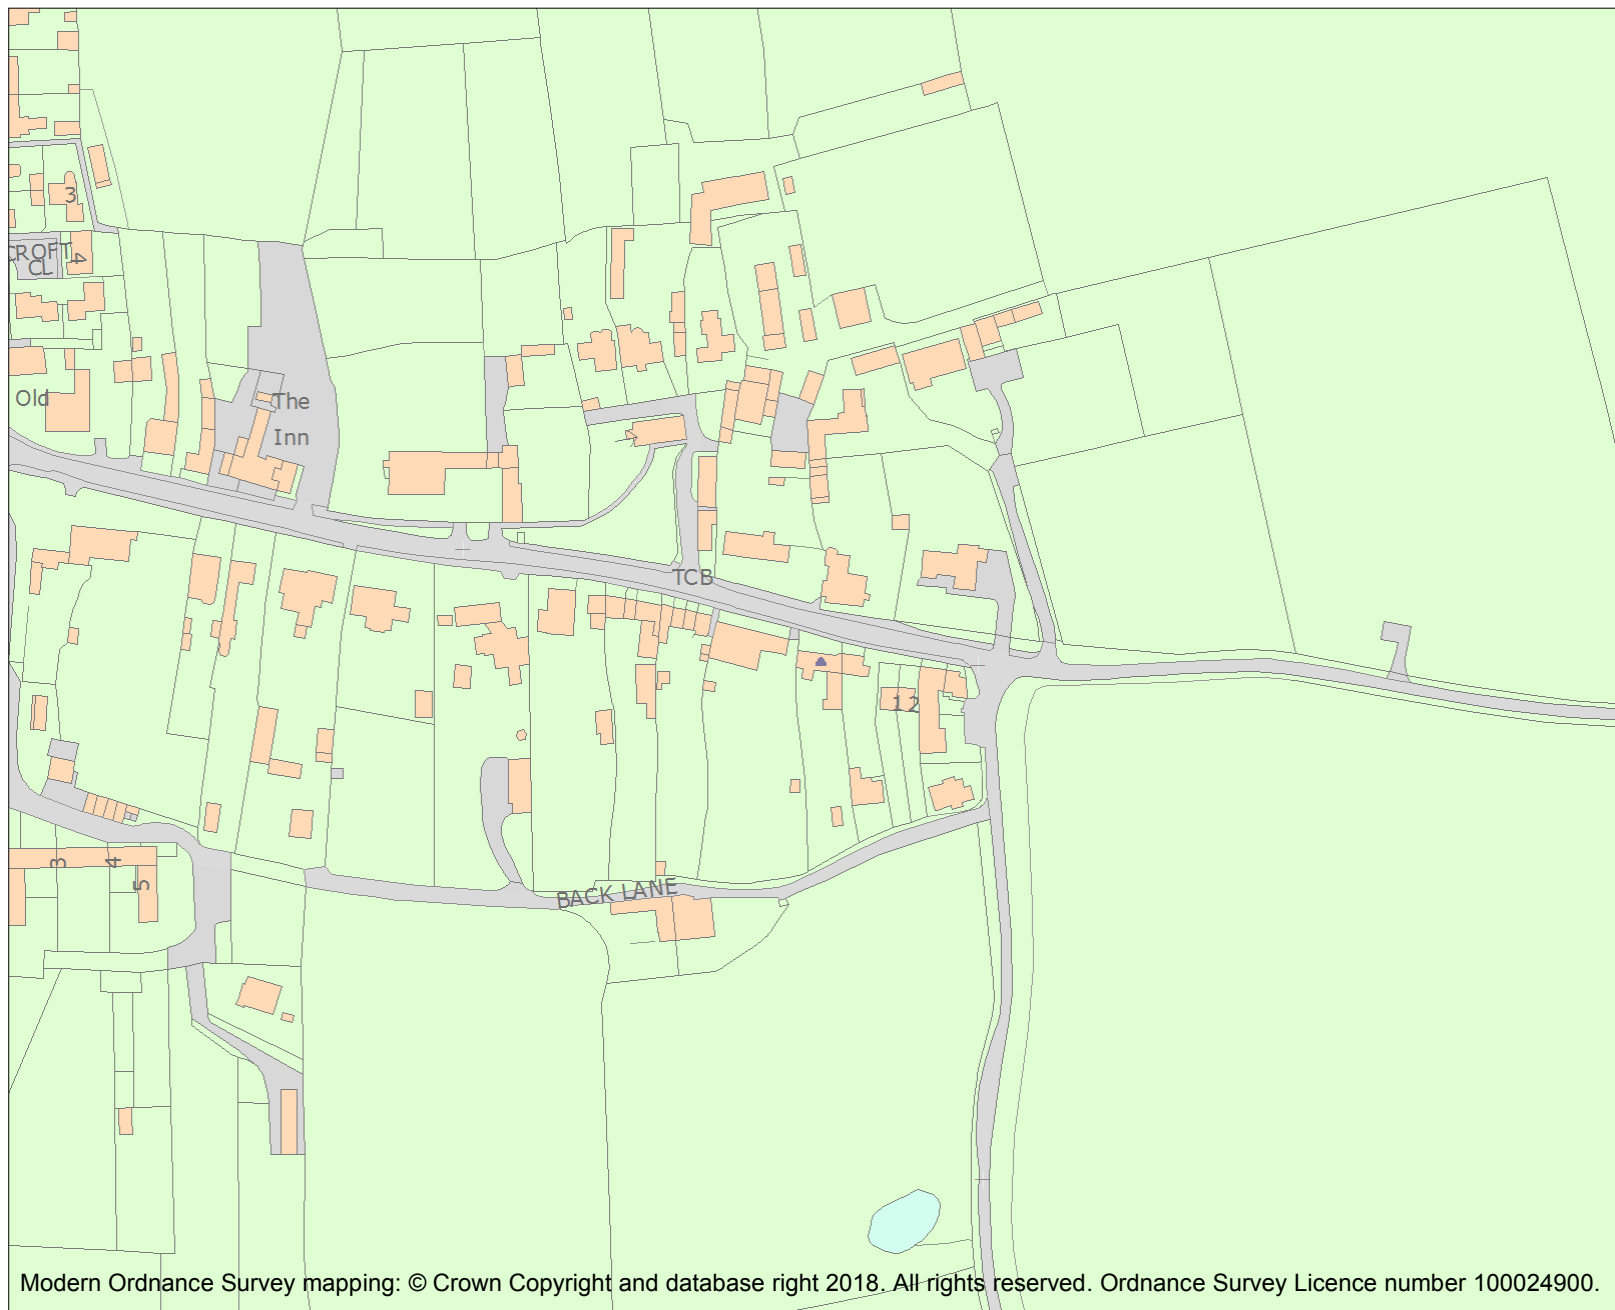 3
CROFT
CL
4
Old
The
Inn
TCB
12
3
4
5
BACK LANE
Modern Ordnance Survey mapping: © Crown Copyright and database right 2018. All rights reserved. Ordnance Survey Licence number 100024900.